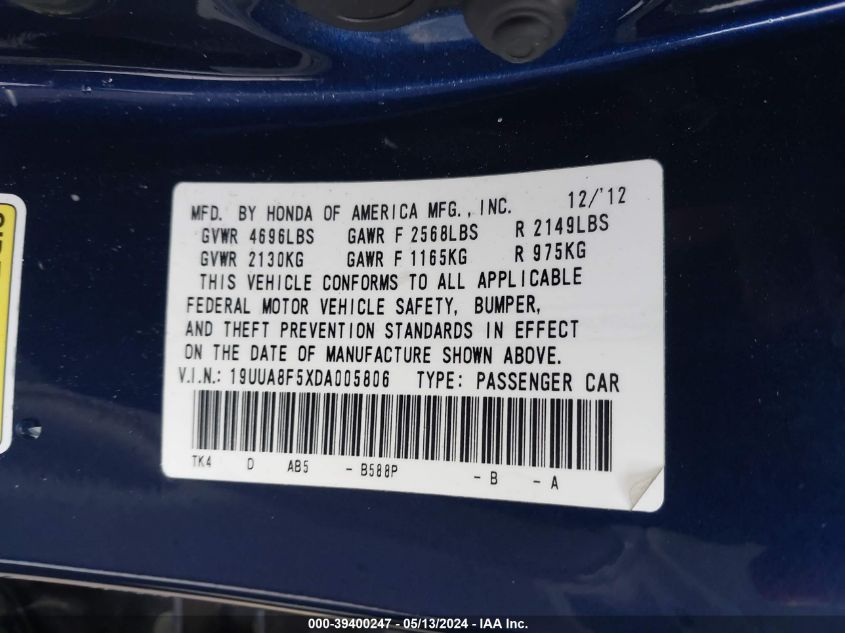 MFD. BY HONDA OF AMERICA MFG., INC. 12/'12
GVWR 4696LBS GAWR F 2568LBS R 2149LBS
GVWR 2130KG GAWR F 1165KG R 975KG
THIS VEHICLE CONFORMS TO ALL APPLICABLE
FEDERAL MOTOR VEHICLE SAFETY, BUMPER,
AND THEFT PREVENTION STANDARDS IN EFFECT
ON THE DATE OF MANUFACTURE SHOWN ABOVE.
V.I.N.: 19UUA8F5XDA005806 TYPE: PASSENGER CAR
TK4 D AB5 - B588P - B - A
000-39400247 - 05/13/2024 - IAA Inc.